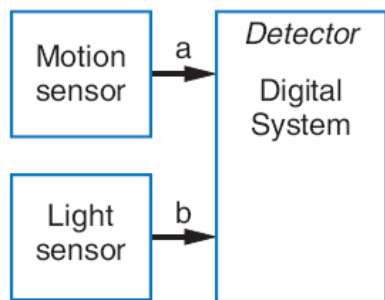 Motion
sensor
a
Detector
Digital
System
Light
sensor
b